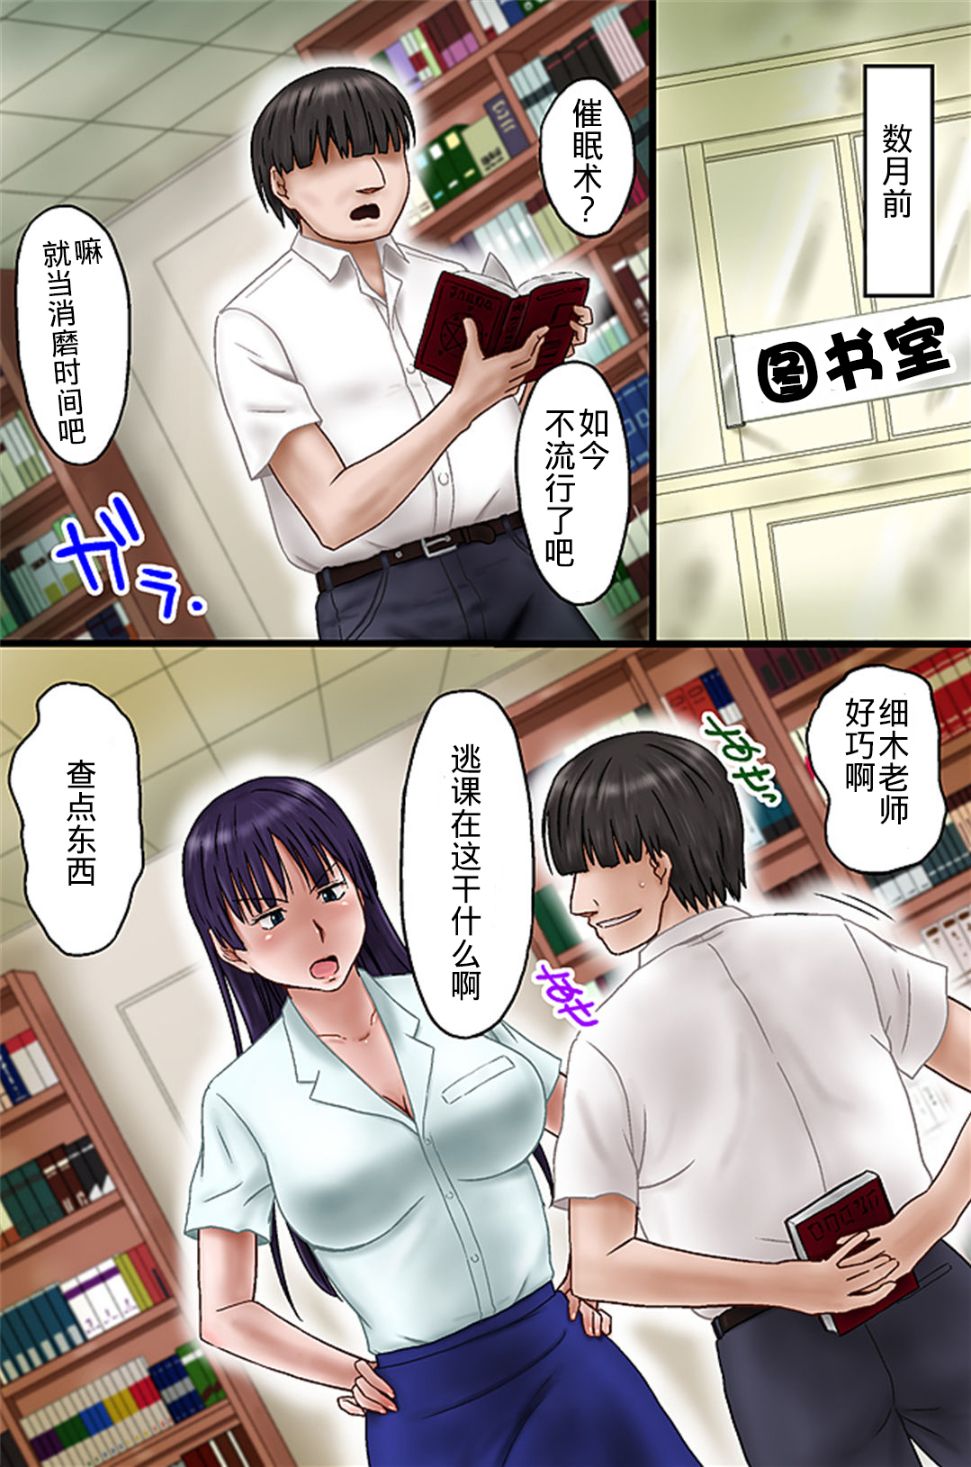 数月前
图书室
催眠术？
如今
不流行了吧
嘛
就当消磨时间吧
ガラ．
细木老师
好巧啊
逃课在这干什么啊
查点东西